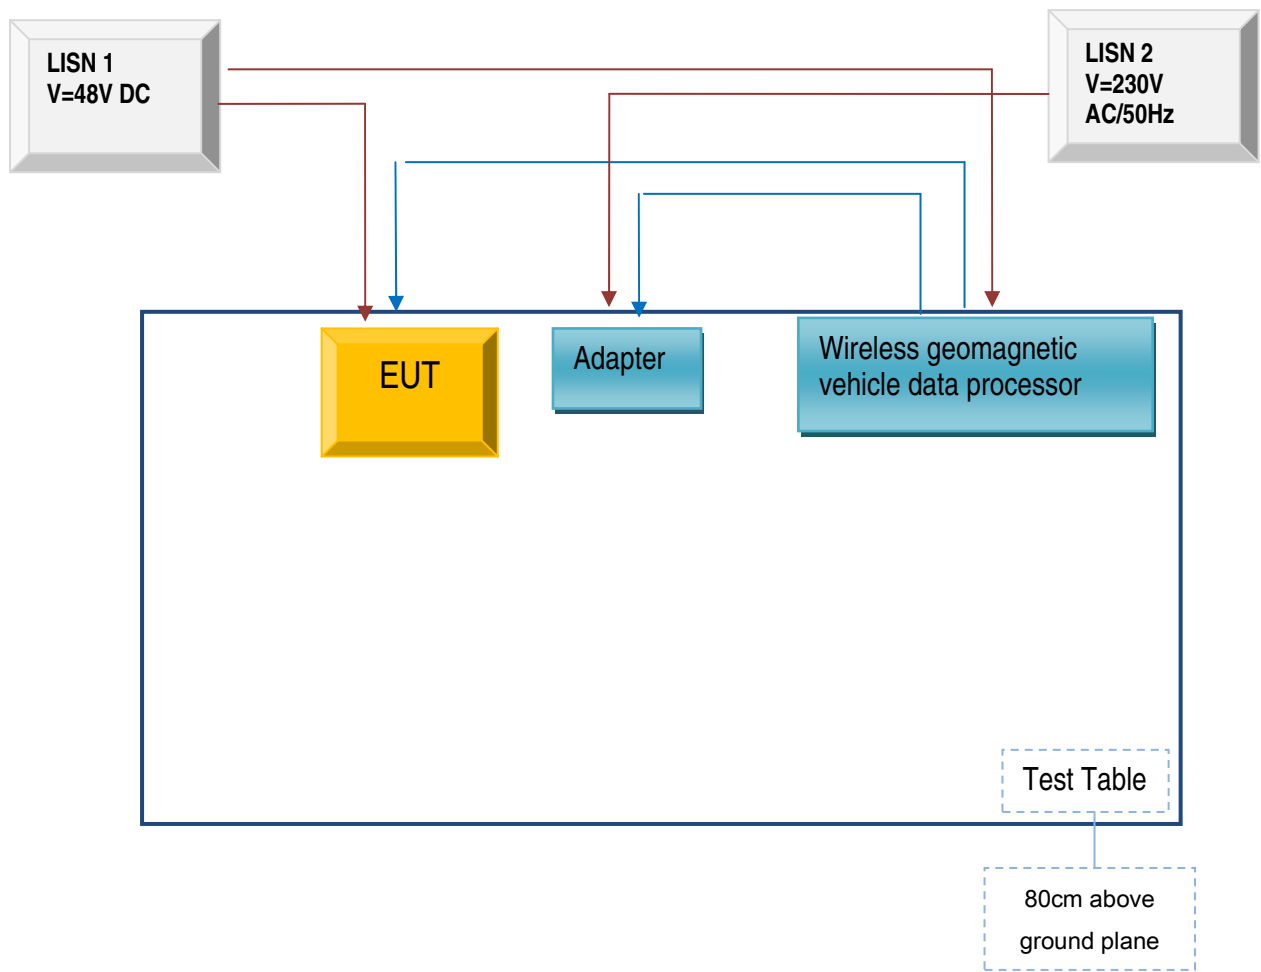 LISN 1
V=48V DC
LISN 2
V=230V
AC/50Hz
EUT
Adapter
Wireless geomagnetic
vehicle data processor
Test Table
80cm above
ground plane